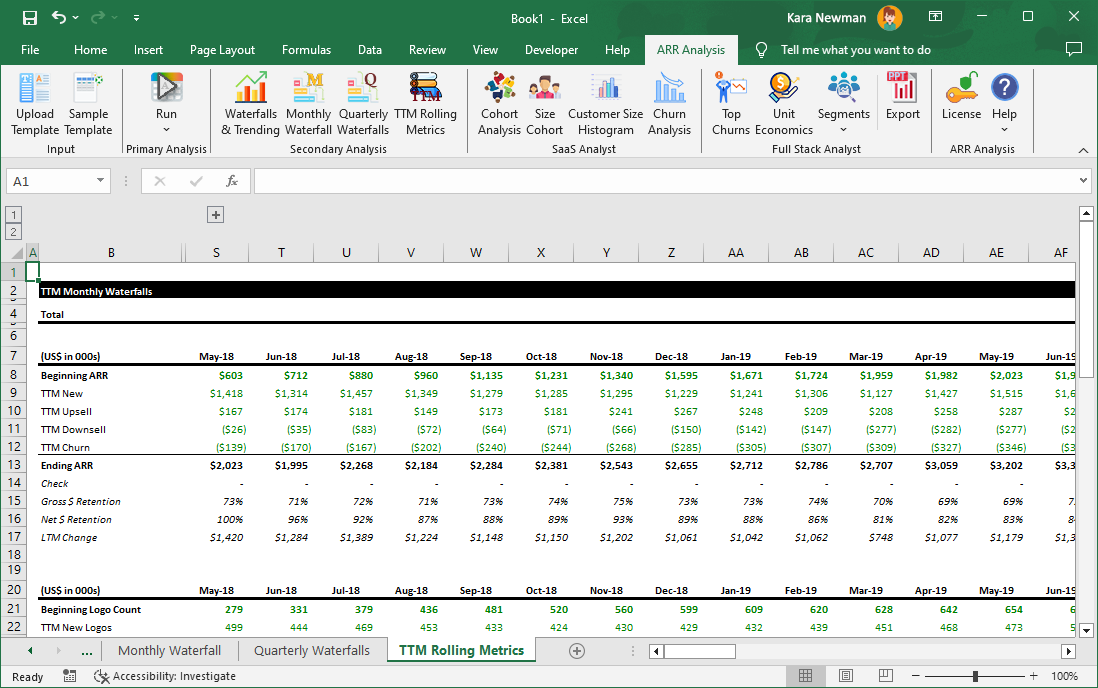 Book1 - Excel
Kara Newman
File Home Insert Page Layout Formulas Data Review View Developer Help ARR Analysis Tell me what you want to do
PPT
Upload Template
Sample Template
Input
Run
Primary Analysis
Waterfalls & Trending
M
Monthly Waterfall
Q
Quarterly Waterfalls
TTM
TTM Rolling Metrics
Secondary Analysis
Cohort Analysis
Size Cohort
Customer Size Histogram
Churn Analysis
SaaS Analyst
Top Churns
Unit Economics
Segments
Export
Full Stack Analyst
License
Help
ARR Analysis
A1
fx
1
2
A B S T U V W X Y Z AA AB AC AD AE AF
1
2 TTM Monthly Waterfalls
3
4 Total
5
6
7 (US$ in 000s) May-18 Jun-18 Jul-18 Aug-18 Sep-18 Oct-18 Nov-18 Dec-18 Jan-19 Feb-19 Mar-19 Apr-19 May-19 Jun-19
8 Beginning ARR $603 $712 $880 $960 $1,135 $1,231 $1,340 $1,595 $1,671 $1,724 $1,959 $1,982 $2,023 $1,9
9 TTM New $1,418 $1,314 $1,457 $1,349 $1,279 $1,285 $1,295 $1,229 $1,241 $1,306 $1,127 $1,427 $1,515 $1,6
10 TTM Upsell $167 $174 $181 $149 $173 $181 $241 $267 $248 $209 $208 $258 $287 $2
11 TTM Downsell ($26) ($35) ($83) ($72) ($64) ($71) ($66) ($150) ($142) ($147) ($277) ($282) ($277) ($2
12 TTM Churn ($139) ($170) ($167) ($202) ($240) ($244) ($268) ($285) ($305) ($307) ($309) ($327) ($346) ($3
13 Ending ARR $2,023 $1,995 $2,268 $2,184 $2,284 $2,381 $2,543 $2,655 $2,712 $2,786 $2,707 $3,059 $3,202 $3,3
14 Check - - - - - - - - - - - - -
15 Gross $ Retention 73% 71% 72% 71% 73% 74% 75% 73% 73% 74% 70% 69% 69% 7
16 Net $ Retention 100% 96% 92% 87% 88% 89% 93% 89% 88% 86% 81% 82% 83% 8
17 LTM Change $1,420 $1,284 $1,389 $1,224 $1,148 $1,150 $1,202 $1,061 $1,042 $1,062 $748 $1,077 $1,179 $1,3
18
19
20 (US$ in 000s) May-18 Jun-18 Jul-18 Aug-18 Sep-18 Oct-18 Nov-18 Dec-18 Jan-19 Feb-19 Mar-19 Apr-19 May-19 Jun-19
21 Beginning Logo Count 279 331 379 436 481 520 560 599 609 620 628 642 654 6
22 TTM New Logos 499 444 469 453 433 424 430 429 432 439 451 468 473 5
... Monthly Waterfall Quarterly Waterfalls TTM Rolling Metrics
Ready Accessibility: Investigate 100%